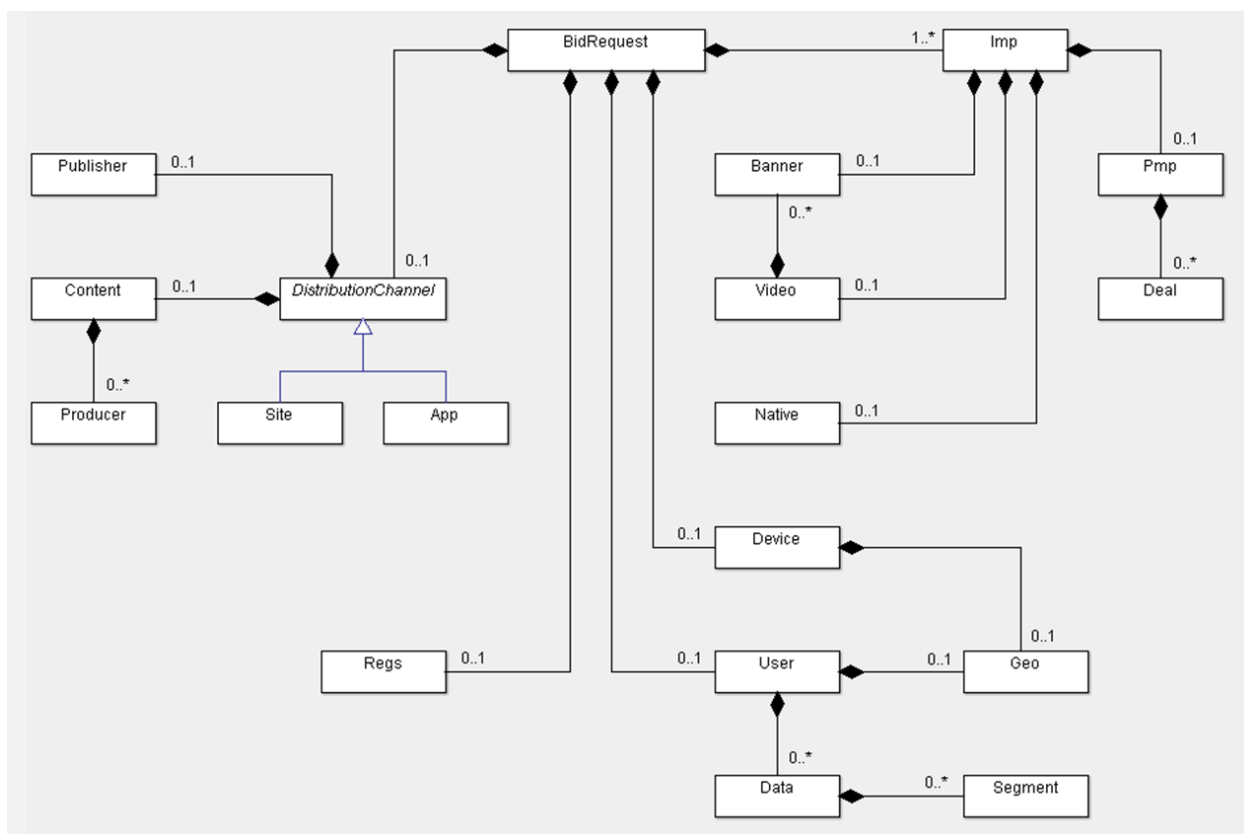 BidRequest
1..*
Imp
Publisher
0..1
Banner
0..1
0..1
Pmp
0..*
0..1
Content
0..1
DistributionChannel
Video
0..1
0..*
Deal
0..*
Producer
Site
App
Native
0..1
0..1
Device
0..1
Regs
0..1
0..1
User
0..1
Geo
0..*
Data
0..*
Segment